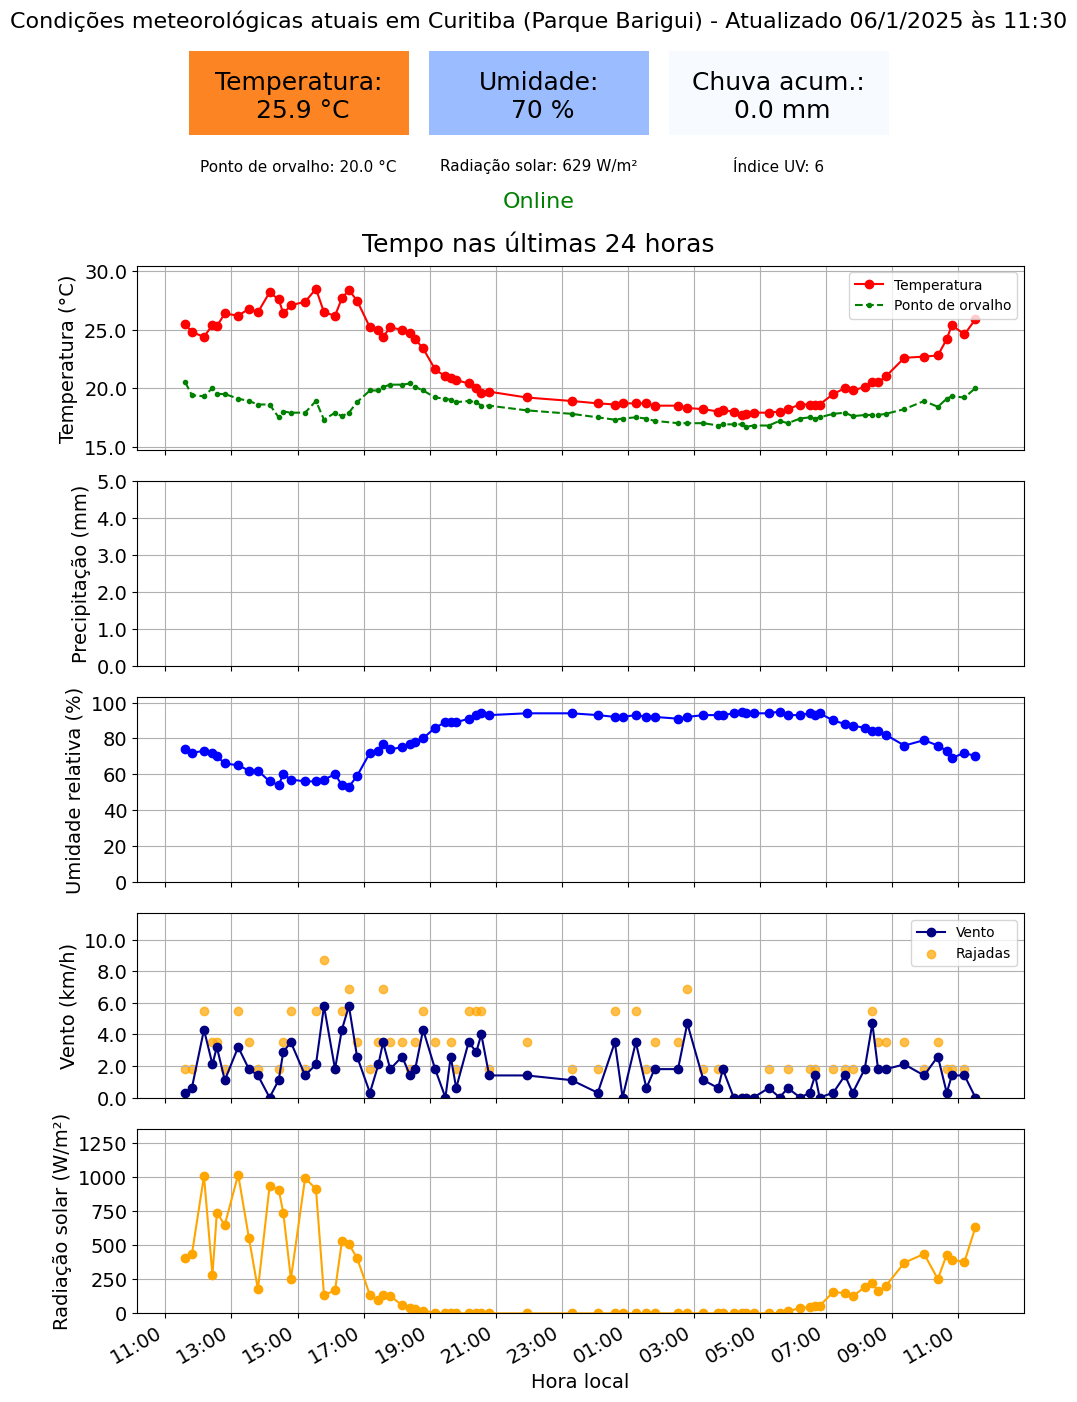 Condições meteorológicas atuais em Curitiba (Parque Barigui) - Atualizado 06/1/2025 às 11:30
Temperatura:
25.9 °C
Umidade:
70 %
Chuva acum.:
0.0 mm
Ponto de orvalho: 20.0 °C
Radiação solar: 629 W/m²
Índice UV: 6
Online
Tempo nas últimas 24 horas
Temperatura (°C)
30.0
25.0
20.0
15.0
Temperatura
Ponto de orvalho
Precipitação (mm)
5.0
4.0
3.0
2.0
1.0
0.0
Umidade relativa (%)
100
80
60
40
20
0
Vento (km/h)
10.0
8.0
6.0
4.0
2.0
0.0
Vento
Rajadas
Radiação solar (W/m²)
1250
1000
750
500
250
0
11:00
13:00
15:00
17:00
19:00
21:00
23:00
01:00
03:00
05:00
07:00
09:00
11:00
Hora local